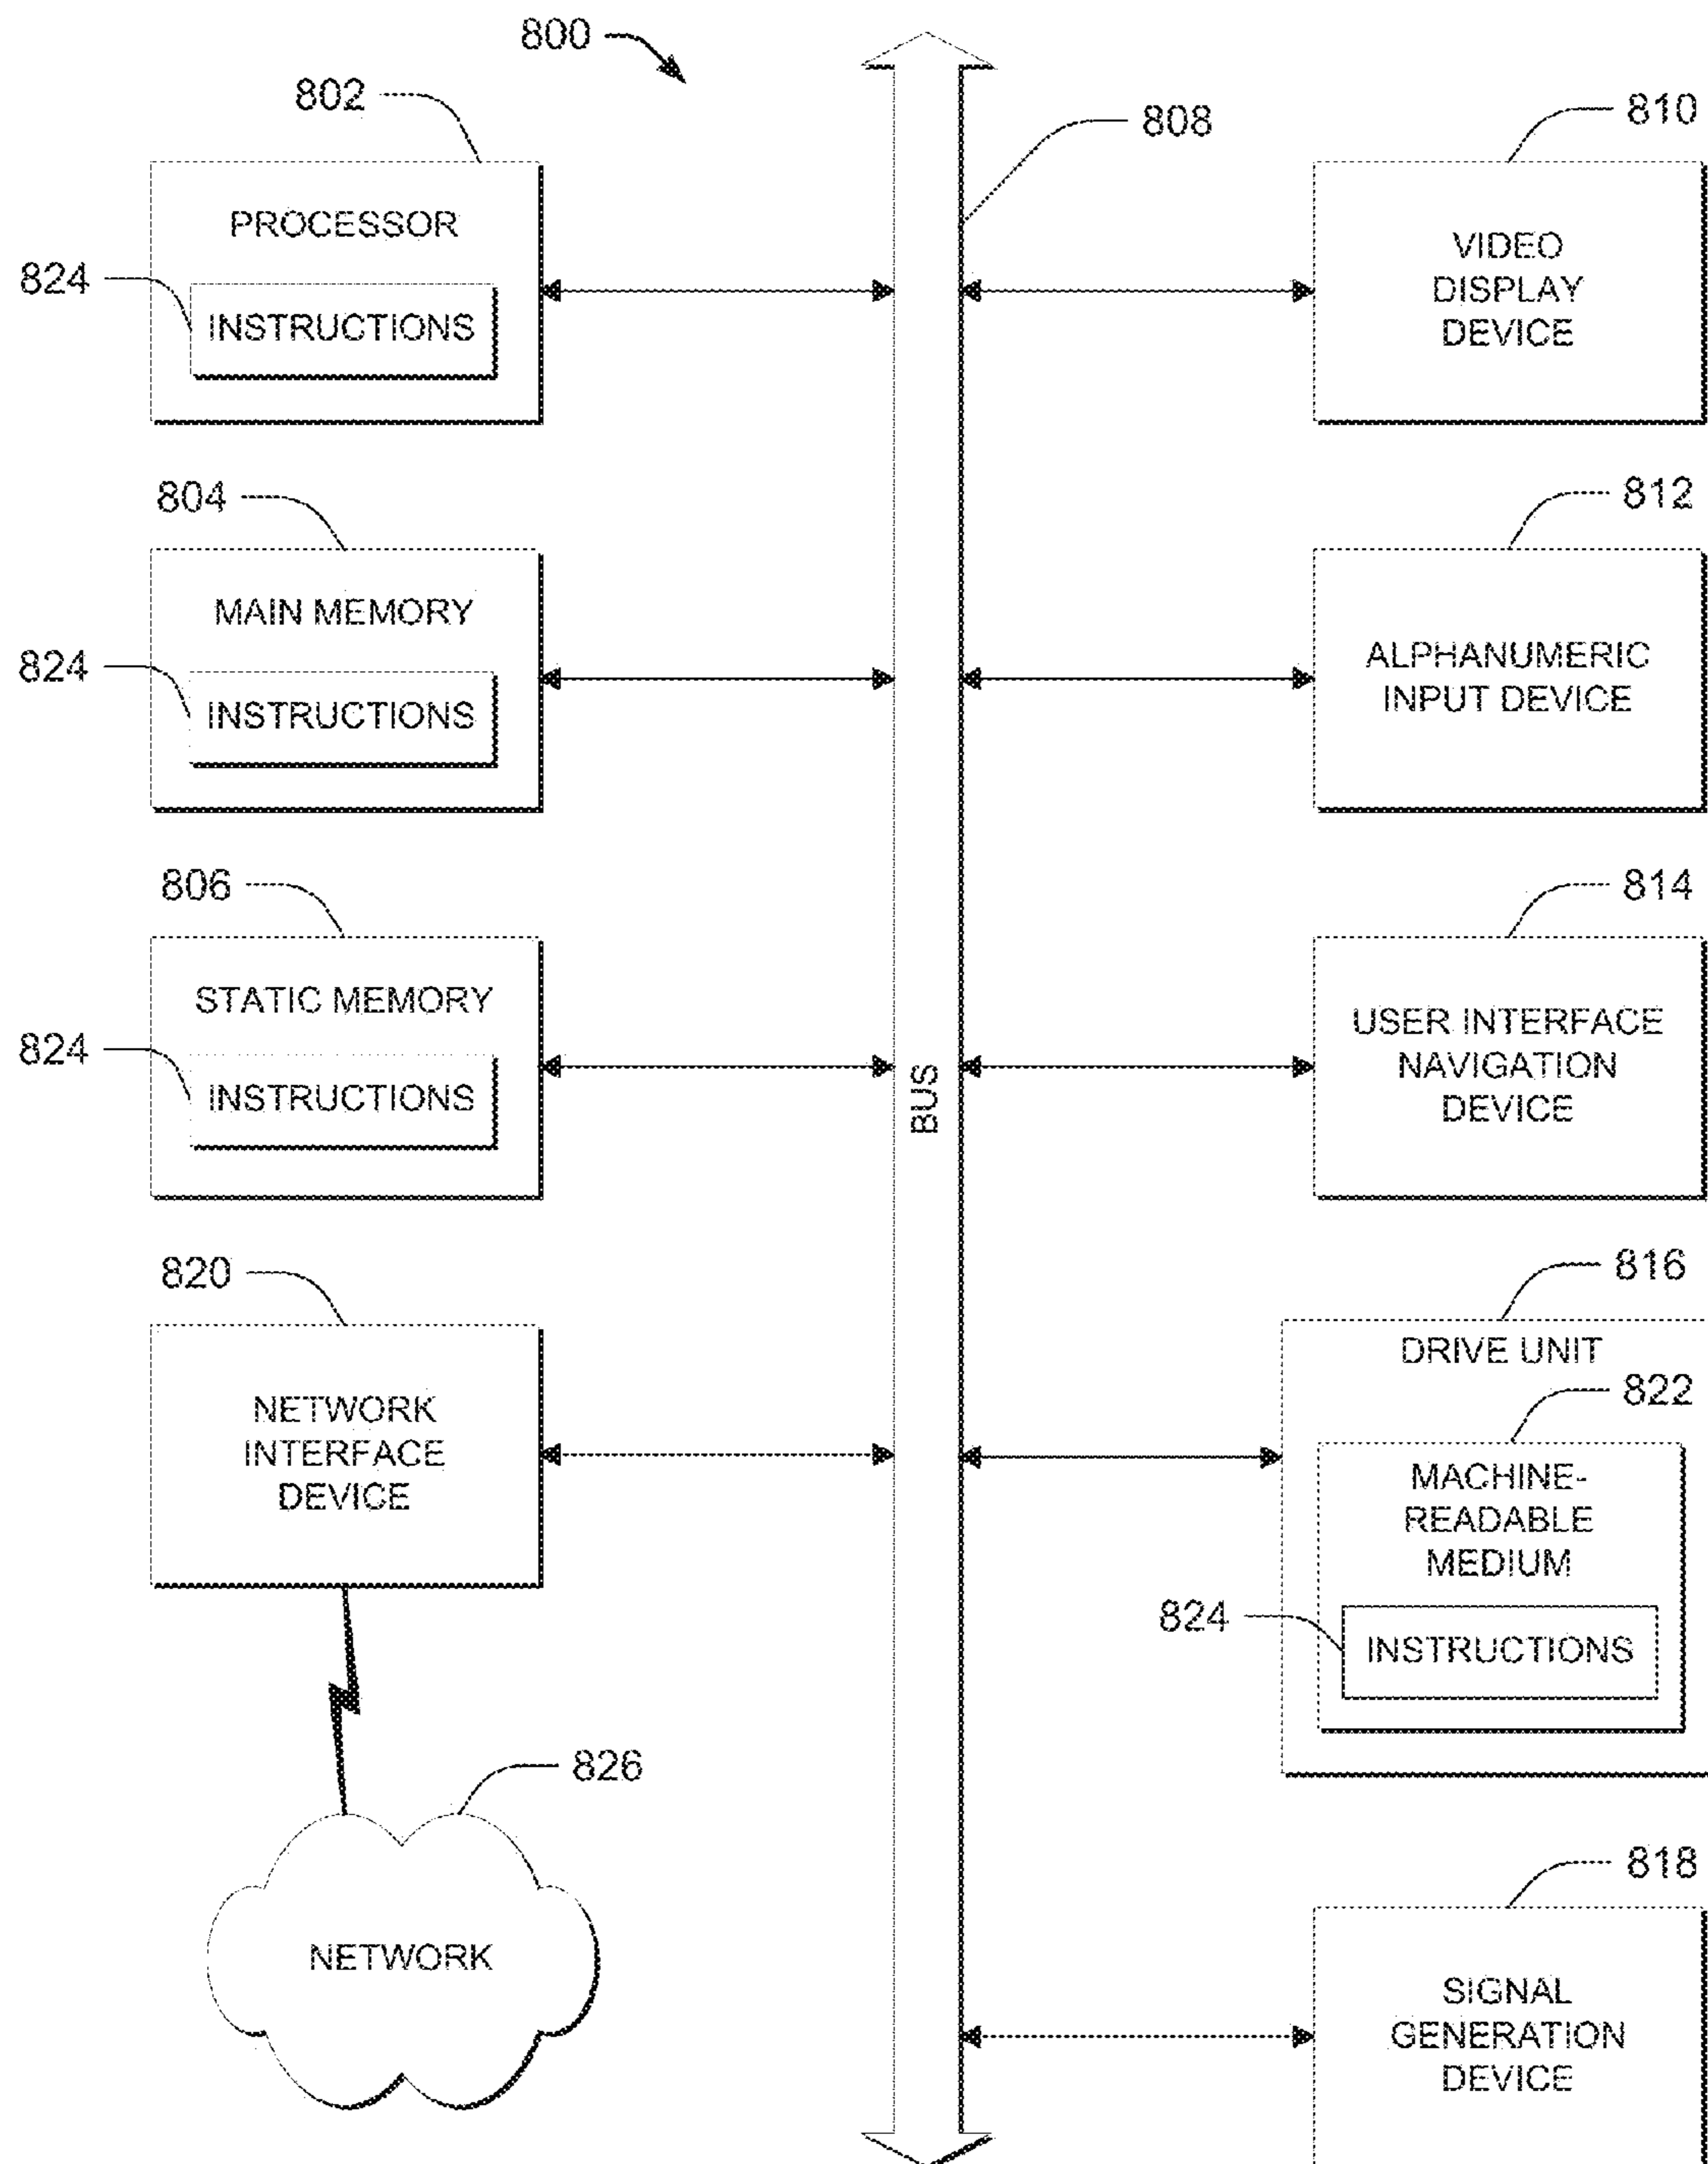 800
802
808
810
PROCESSOR
824
INSTRUCTIONS
VIDEO
DISPLAY
DEVICE
804
812
MAIN MEMORY
824
INSTRUCTIONS
ALPHANUMERIC
INPUT DEVICE
806
814
STATIC MEMORY
824
INSTRUCTIONS
BUS
USER INTERFACE
NAVIGATION
DEVICE
820
816
NETWORK
INTERFACE
DEVICE
DRIVE UNIT
822
MACHINE-
READABLE
MEDIUM
824
INSTRUCTIONS
826
NETWORK
818
SIGNAL
GENERATION
DEVICE